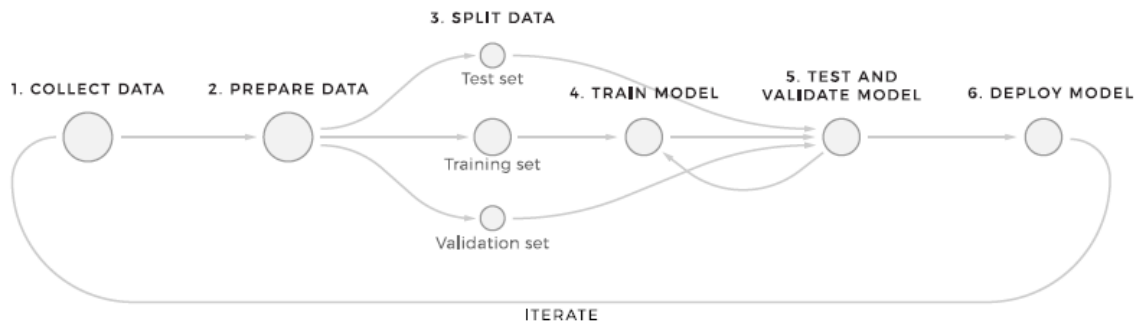 3. SPLIT DATA
Test set
1. COLLECT DATA
2. PREPARE DATA
4. TRAIN MODEL
5. TEST AND
VALIDATE MODEL
6. DEPLOY MODEL
Training set
Validation set
ITERATE